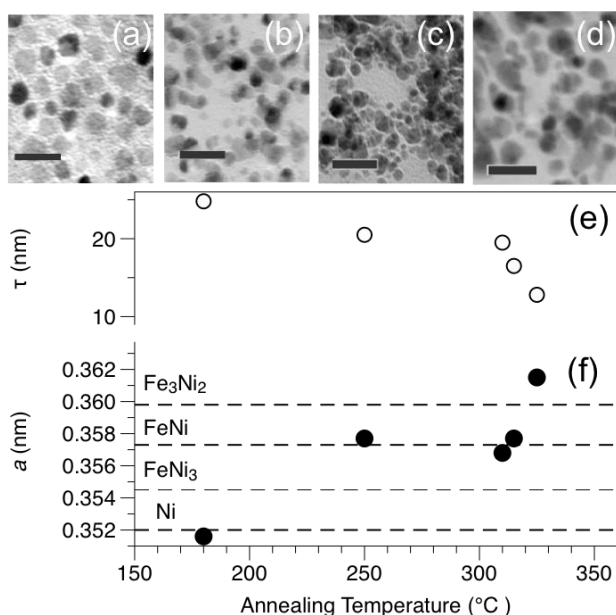 (a) (b) (c) (d)
(e)
τ (nm)
20
10
(f)
a (nm)
0.362
0.360
0.358
0.356
0.354
0.352
Fe₃Ni₂
FeNi
FeNi₃
Ni
150 200 250 300 350
Annealing Temperature (°C)